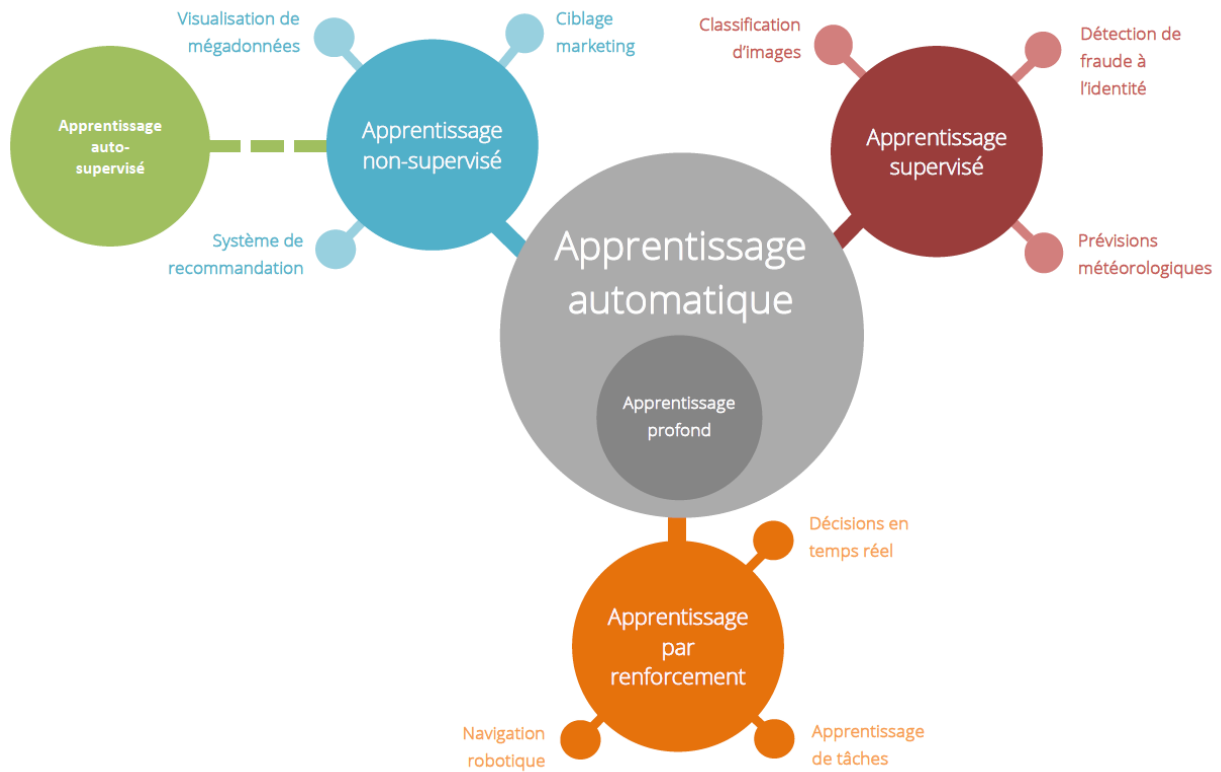 Visualisation de
mégadonnées
Ciblage
marketing
Apprentissage
auto-
supervisé
Apprentissage
non-supervisé
Système de
recommandation
Classification
d’images
Détection de
fraude à
l’identité
Apprentissage
supervisé
Prévisions
météorologiques
Apprentissage
automatique
Apprentissage
profond
Décisions en
temps réel
Apprentissage
par
renforcement
Navigation
robotique
Apprentissage
de tâches